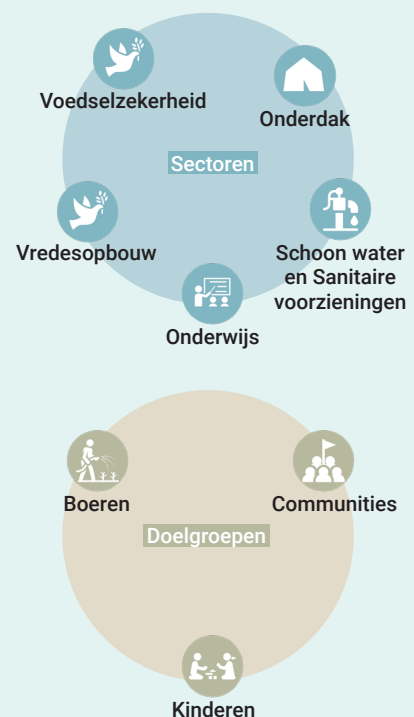 Voedselzekerheid
Onderdak
Sectoren
Vredesopbouw
Schoon water
en Sanitaire
voorzieningen
Onderwijs
Boeren
Communities
Doelgroepen
Kinderen